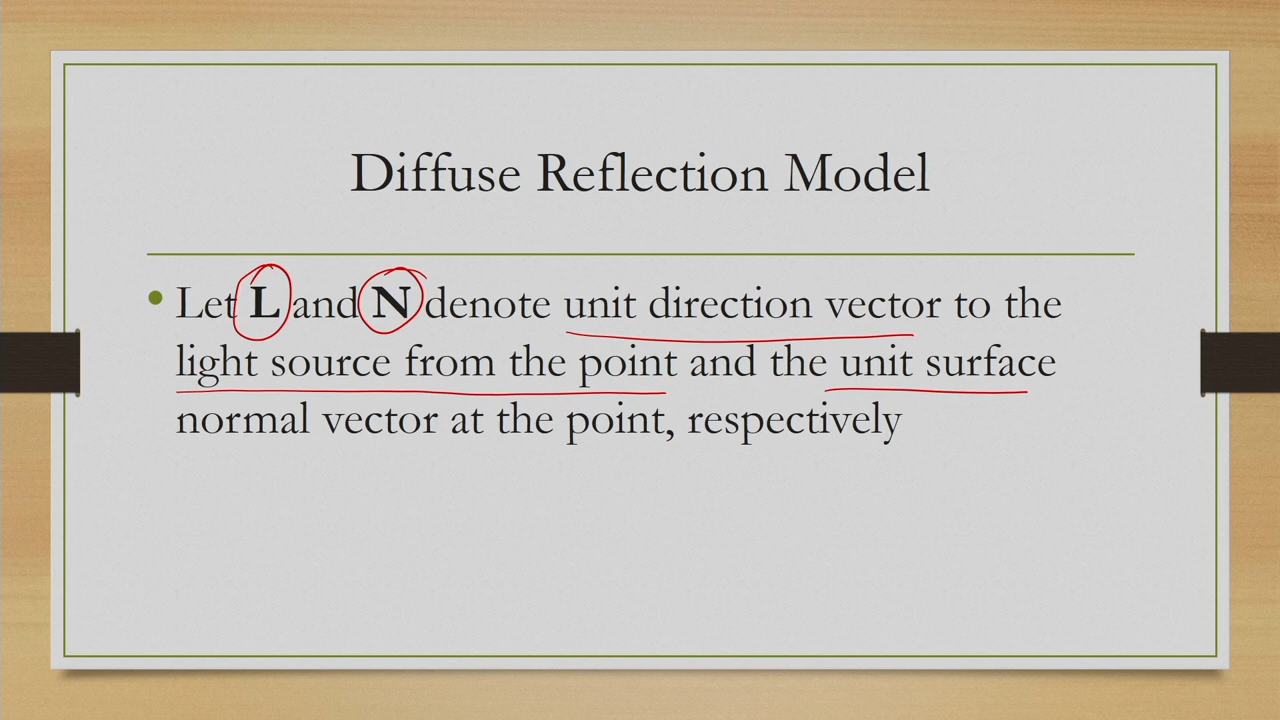 Diffuse Reflection Model
• Let L and N denote unit direction vector to the
light source from the point and the unit surface
normal vector at the point, respectively